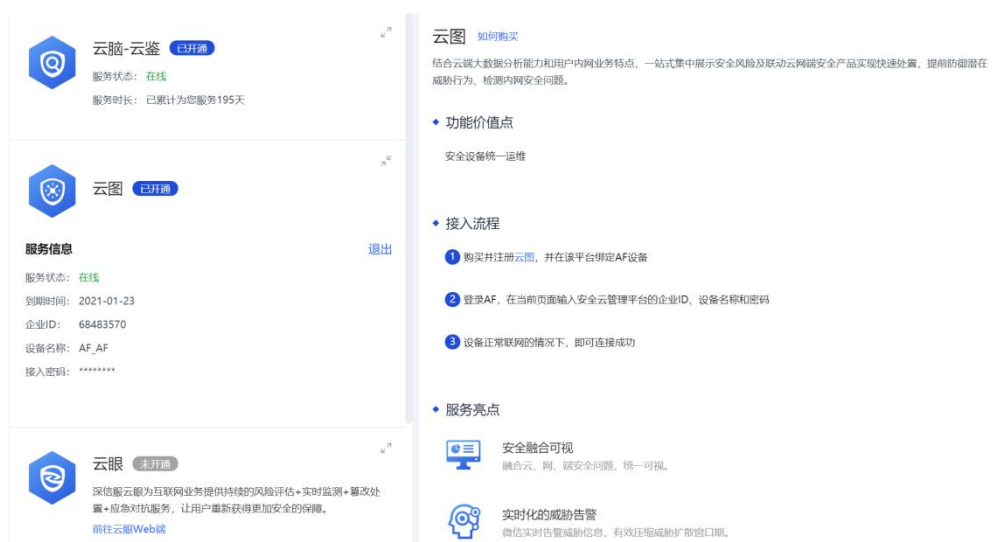 云脑-云鉴 已开通
服务状态： 在线
服务时长： 已累计为您服务195天
云图 已开通
服务信息 退出
服务状态： 在线
到期时间： 2021-01-23
企业ID： 68483570
设备名称： AF_AF
接入密码： ********
云眼 未开通
深信服云眼为互联网业务提供持续的风险评估+实时监测+篡改处
置+应急对抗服务，让用户重新获得更加安全的保障。
前往云眼Web端
云图 如何购买
结合云端大数据分析能力和用户内网业务特点，一站式集中展示安全风险及联动云网端安全产品实现快速处置，提前防御潜在
威胁行为、检测内网安全问题。
功能价值点
安全设备统一运维
接入流程
1 购买并注册云图，并在该平台绑定AF设备
2 登录AF，在当前页面输入安全云管理平台的企业ID、设备名称和密码
3 设备正常联网的情况下，即可连接成功
服务亮点
安全融合可视
融合云、网、端安全问题，统一可视。
实时化的威胁告警
微信实时告警威胁信息，有效压缩威胁扩散窗口期。